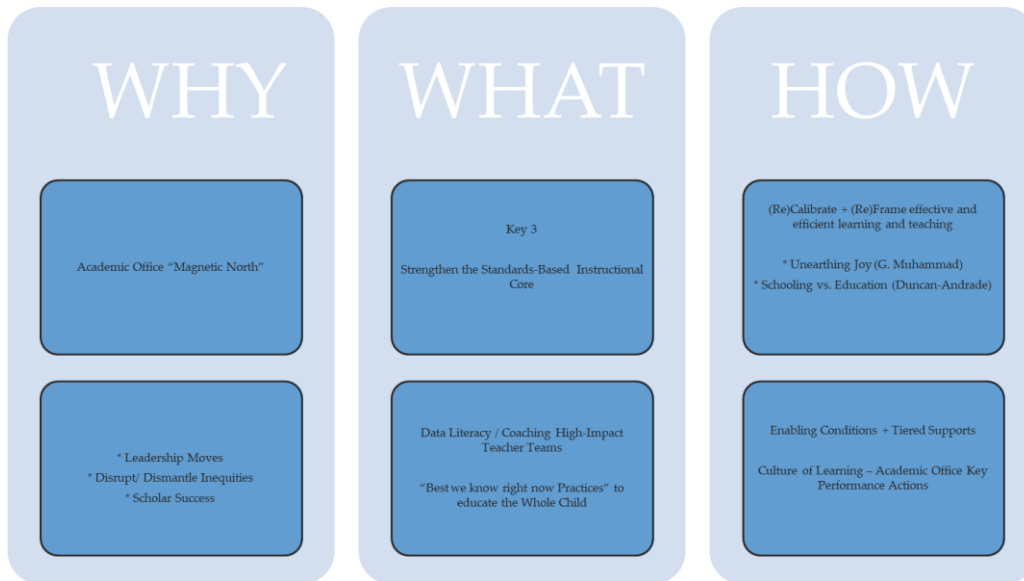 WHY
Academic Office “Magnetic North”
* Leadership Moves
* Disrupt/ Dismantle Inequities
* Scholar Success
WHAT
Key 3
Strengthen the Standards-Based Instructional
Core
Data Literacy / Coaching High-Impact
Teacher Teams
“Best we know right now Practices” to
educate the Whole Child
HOW
(Re)Calibrate + (Re)Frame effective and
efficient learning and teaching
* Unearthing Joy (G. Muhammad)
* Schooling vs. Education (Duncan-Andrade)
Enabling Conditions + Tiered Supports
Culture of Learning – Academic Office Key
Performance Actions